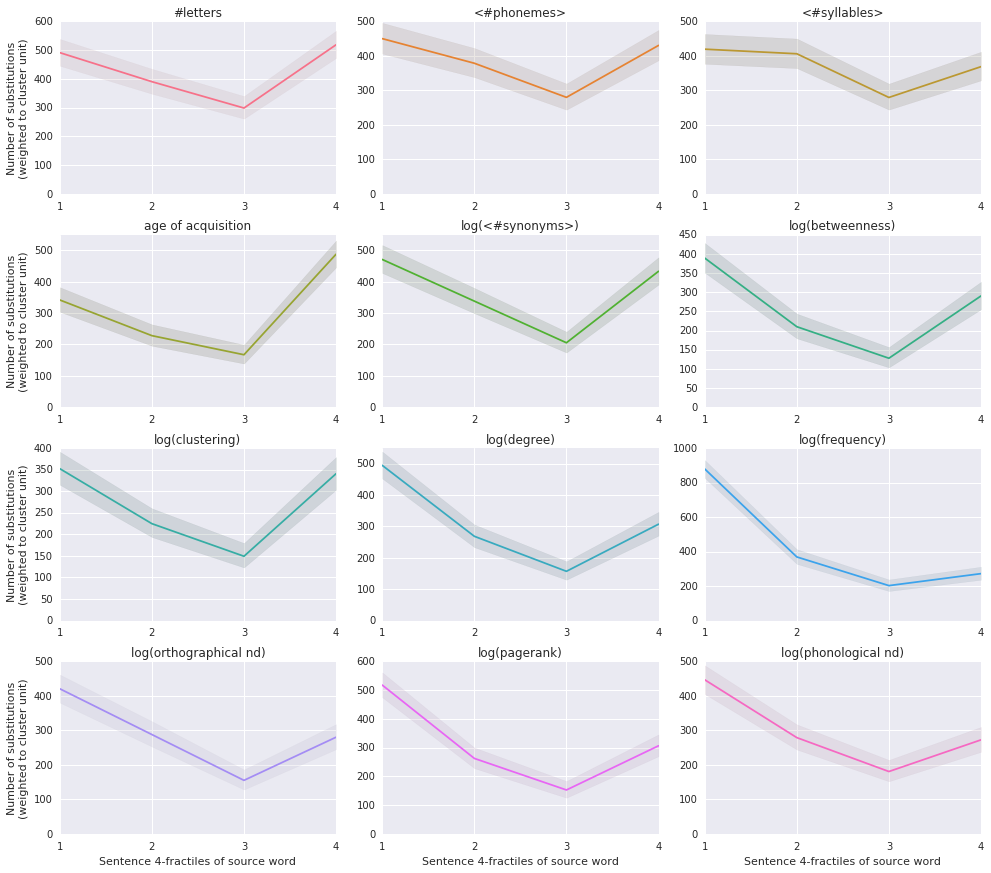 #letters
<#phonemes>
<#syllables>
Number of substitutions
(weighted to cluster unit)
600
500
400
300
200
100
0
1 2 3 4
500
400
300
200
100
0
1 2 3 4
500
400
300
200
100
0
1 2 3 4
age of acquisition
log(<#synonyms>)
log(betweenness)
Number of substitutions
(weighted to cluster unit)
500
400
300
200
100
0
1 2 3 4
500
400
300
200
100
0
1 2 3 4
450
400
350
300
250
200
150
100
50
0
1 2 3 4
log(clustering)
log(degree)
log(frequency)
Number of substitutions
(weighted to cluster unit)
400
350
300
250
200
150
100
50
0
1 2 3 4
500
400
300
200
100
0
1 2 3 4
1000
800
600
400
200
0
1 2 3 4
log(orthographical nd)
log(pagerank)
log(phonological nd)
Number of substitutions
(weighted to cluster unit)
500
400
300
200
100
0
1 2 3 4
600
500
400
300
200
100
0
1 2 3 4
500
400
300
200
100
0
1 2 3 4
Sentence 4-fractiles of source word
Sentence 4-fractiles of source word
Sentence 4-fractiles of source word